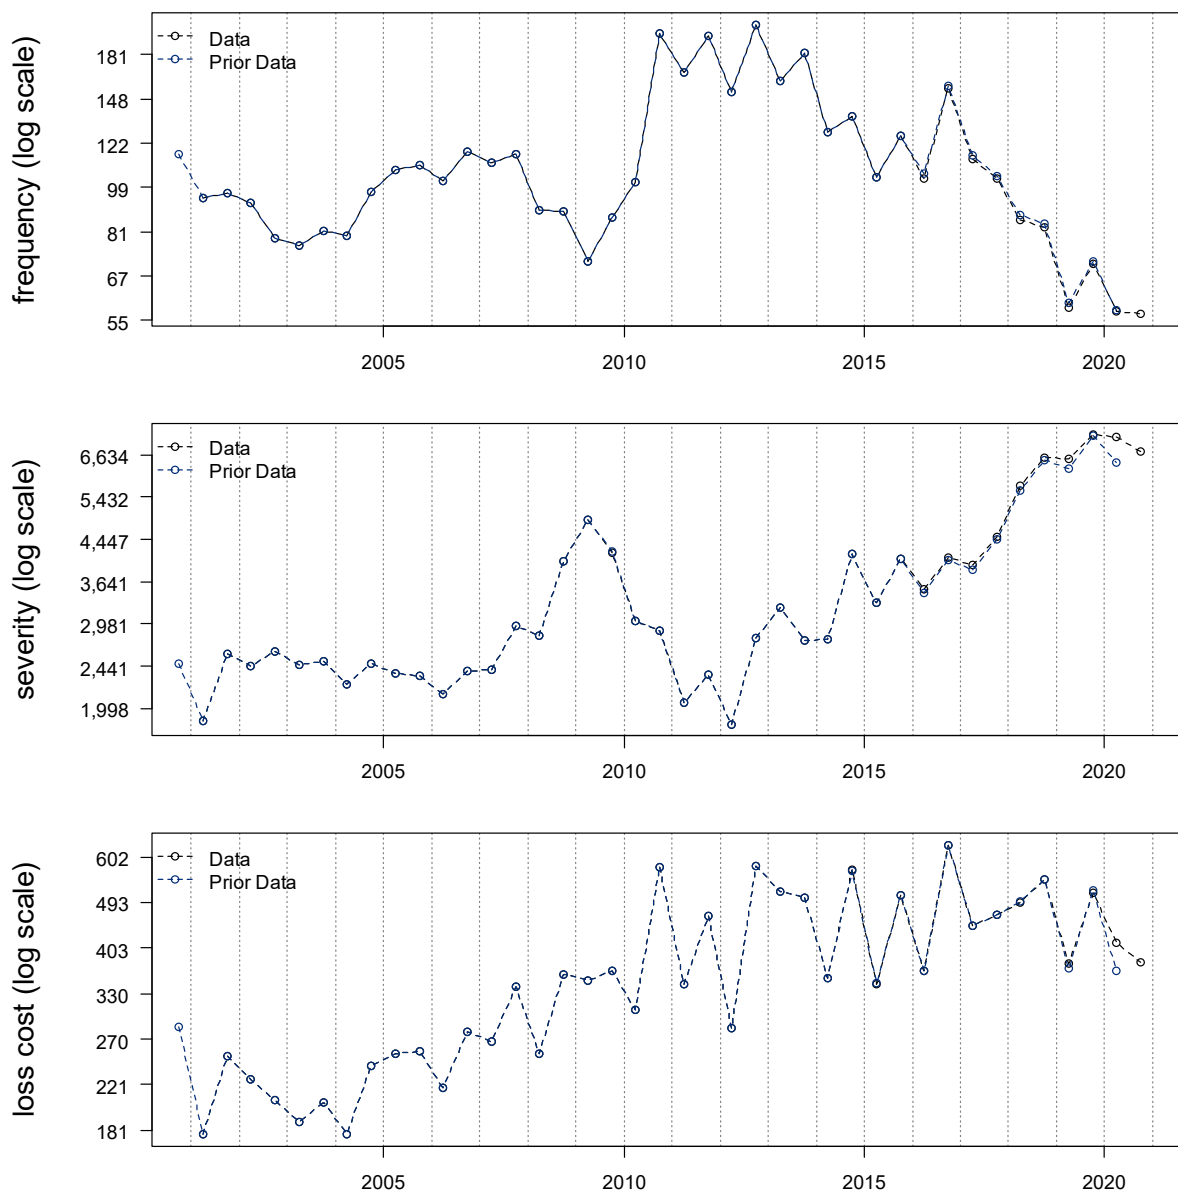 frequency (log scale)
Data
Prior Data
181
148
122
99
81
67
55
2005 2010 2015 2020
severity (log scale)
Data
Prior Data
6,634
5,432
4,447
3,641
2,981
2,441
1,998
2005 2010 2015 2020
loss cost (log scale)
Data
Prior Data
602
493
403
330
270
221
181
2005 2010 2015 2020